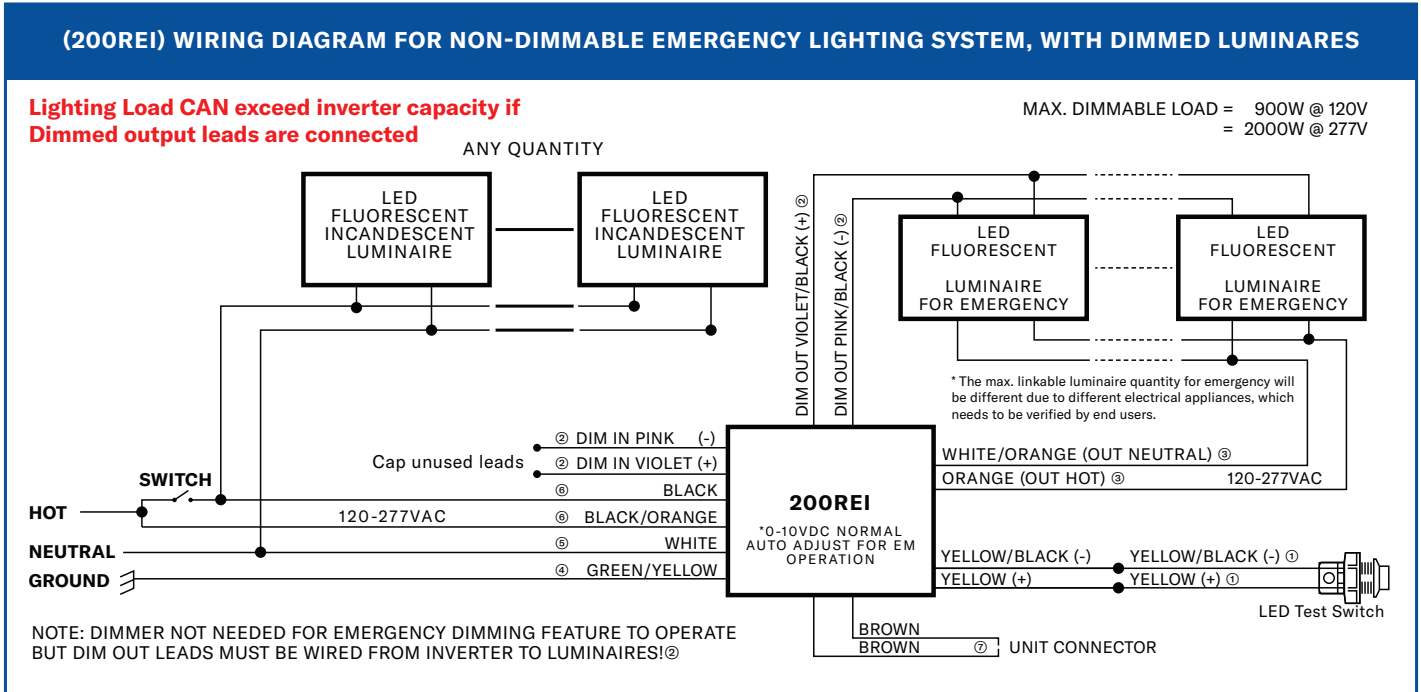 (200REI) WIRING DIAGRAM FOR NON-DIMMABLE EMERGENCY LIGHTING SYSTEM, WITH DIMMED LUMINARES
Lighting Load CAN exceed inverter capacity if
Dimmed output leads are connected
MAX. DIMMABLE LOAD = 900W @ 120V
= 2000W @ 277V
ANY QUANTITY
LED
FLUORESCENT
INCANDESCENT
LUMINAIRE
LED
FLUORESCENT
INCANDESCENT
LUMINAIRE
DIM OUT VIOLET/BLACK (+) ②
DIM OUT PINK/BLACK (-) ②
LED
FLUORESCENT
LUMINAIRE
FOR EMERGENCY
LED
FLUORESCENT
LUMINAIRE
FOR EMERGENCY
* The max. linkable luminaire quantity for emergency will
be different due to different electrical appliances, which
needs to be verified by end users.
Cap unused leads
② DIM IN PINK (-)
② DIM IN VIOLET (+)
SWITCH
⑥ BLACK
HOT
120-277VAC
⑥ BLACK/ORANGE
NEUTRAL
⑤ WHITE
GROUND
④ GREEN/YELLOW
200REI
*0-10VDC NORMAL
AUTO ADJUST FOR EM
OPERATION
WHITE/ORANGE (OUT NEUTRAL) ③
ORANGE (OUT HOT) ③ 120-277VAC
YELLOW/BLACK (-) YELLOW/BLACK (-) ①
YELLOW (+) YELLOW (+) ①
LED Test Switch
BROWN
BROWN ⑦ UNIT CONNECTOR
NOTE: DIMMER NOT NEEDED FOR EMERGENCY DIMMING FEATURE TO OPERATE
BUT DIM OUT LEADS MUST BE WIRED FROM INVERTER TO LUMINAIRES!②